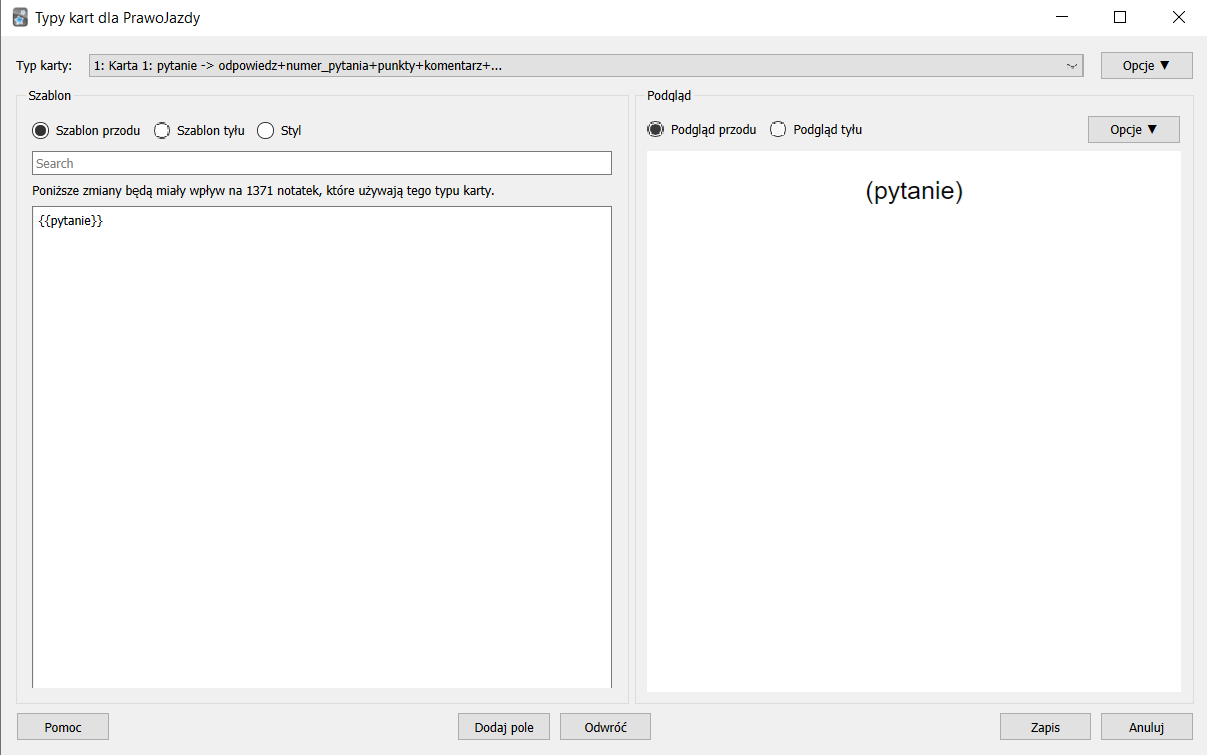 Typy kart dla PrawoJazdy
Typ karty: 1: Karta 1: pytanie -> odpowiedz+numer_pytania+punkty+komentarz+... Opcje ▼
Szablon
Szablon przodu Szablon tyłu Styl
Search
Poniższe zmiany będą miały wpływ na 1371 notatek, które używają tego typu karty.
{{pytanie}}
Podgląd
Podgląd przodu Podgląd tyłu Opcje ▼
(pytanie)
Pomoc Dodaj pole Odwróć Zapis Anuluj